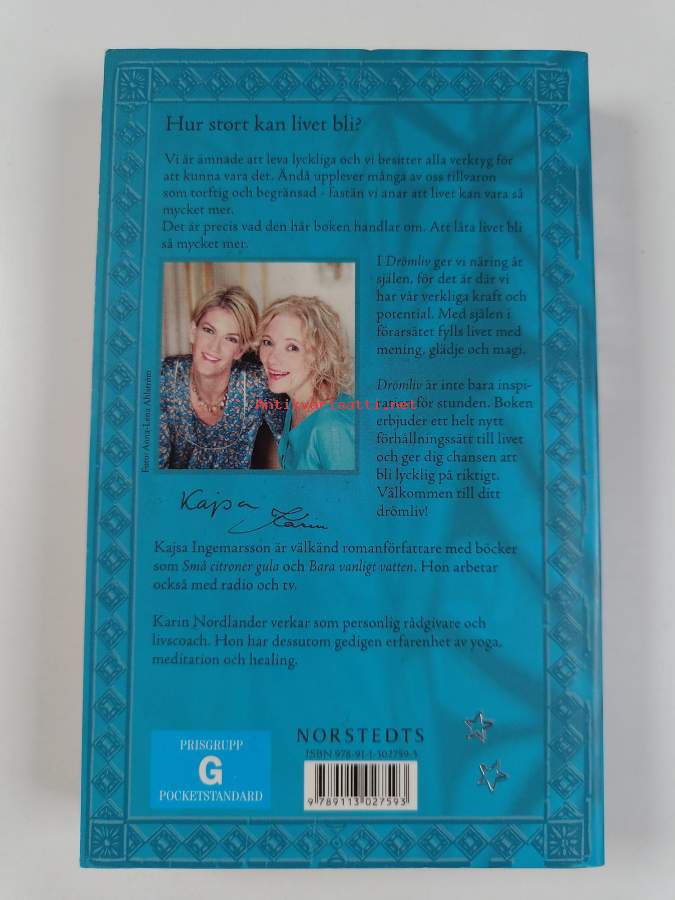 Hur stort kan livet bli?
Vi är ämnade att leva lyckliga och vi besitter alla verktyg för
att kunna vara det. Ändå upplever många av oss tillvaron
som torftig och begränsad - fastän vi anar att livet kan vara så
mycket mer.
Det är precis vad den här boken handlar om. Att låta livet bli
så mycket mer.
I Drömliv ger vi näring åt
själen, för det är där vi
har vår verkliga kraft och
potential. Med själen i
förarsätet fylls livet med
mening, glädje och magi.
Drömliv är inte bara inspi-
ration för stunden. Boken
erbjuder ett helt nytt
förhållningssätt till livet
och ger dig chansen att
bli lycklig på riktigt.
Välkommen till ditt
drömliv!
Foto: Anna-Lena Ahlström
Antikvariaatti.net
Kajsa Karin
Kajsa Ingemarsson är välkänd romanförfattare med böcker
som Små citroner gula och Bara vanligt vatten. Hon arbetar
också med radio och tv.
Karin Nordlander verkar som personlig rådgivare och
livscoach. Hon har dessutom gedigen erfarenhet av yoga,
meditation och healing.
PRISGRUPP
G
POCKETSTANDARD
NORSTEDTS
ISBN 978-91-1-302759-3
9 789113 027593